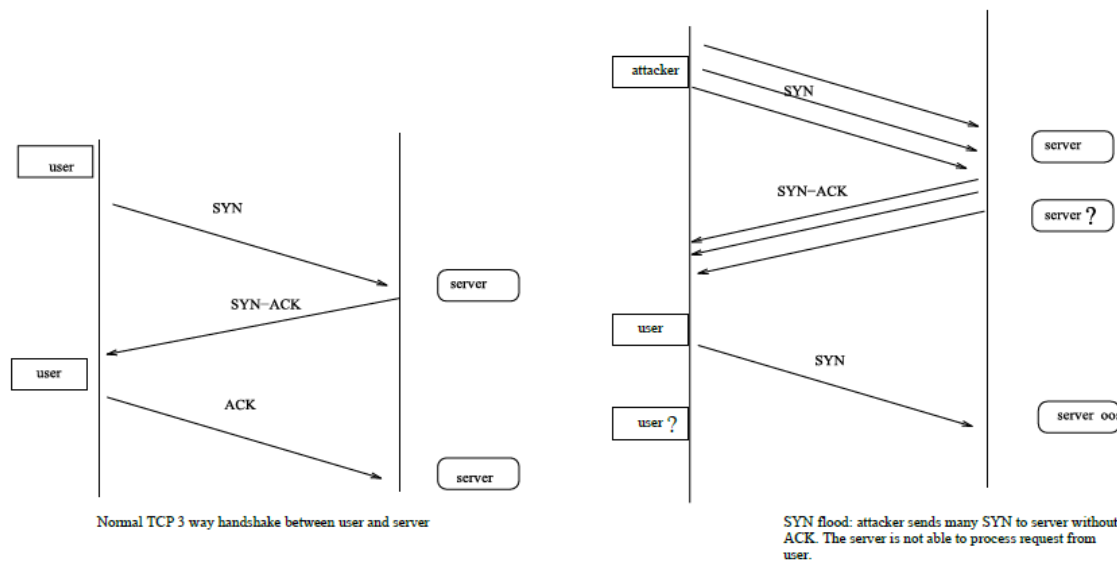 user
SYN
server
SYN-ACK
user
ACK
server
Normal TCP 3 way handshake between user and server
attacker
SYN
server
SYN-ACK
server ?
user
SYN
server oos
user ?
SYN flood: attacker sends many SYN to server without
ACK. The server is not able to process request from
user.